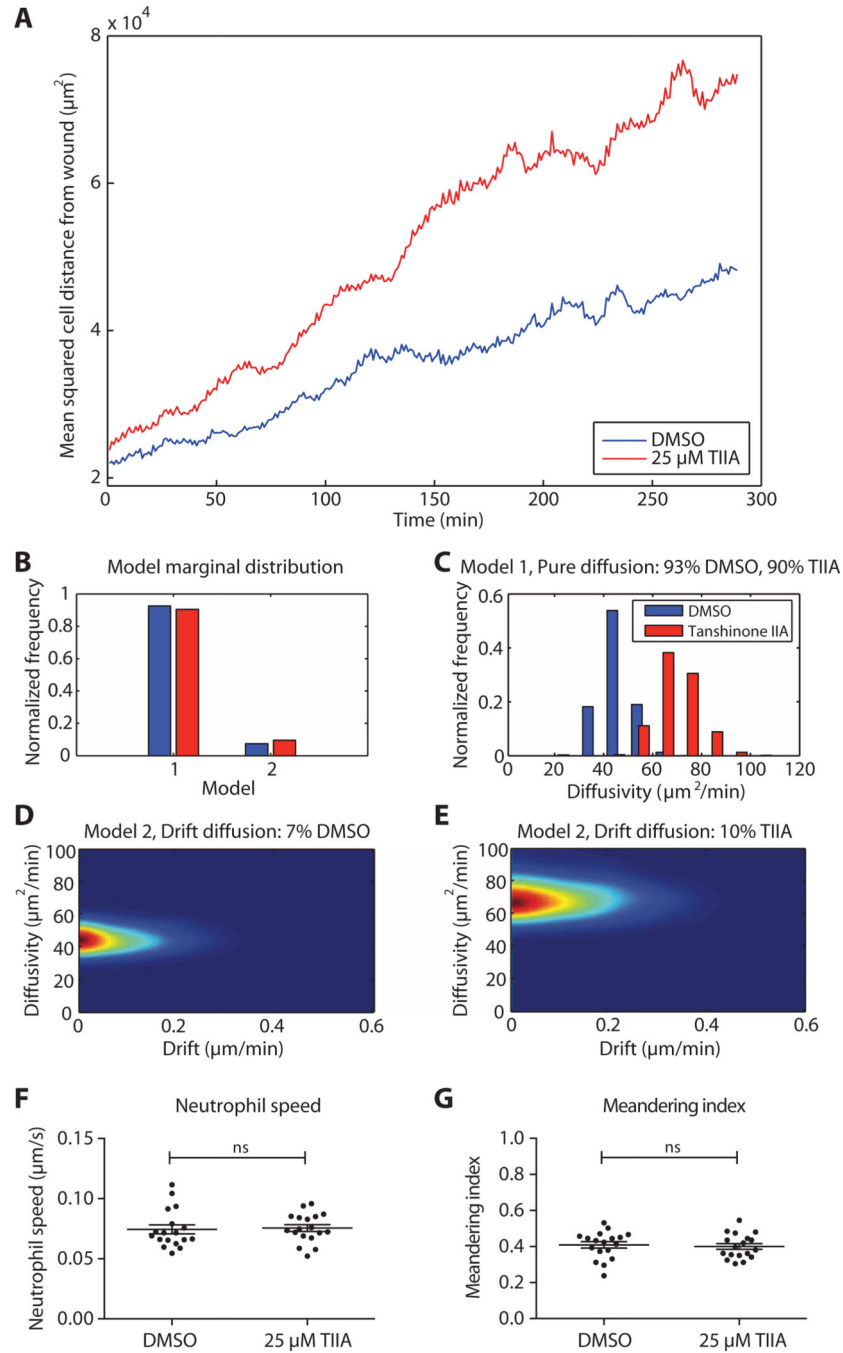 A
8 x 10⁴
6
4
2
Mean squared cell distance from wound (μm²)
0 50 100 150 200 250 300
Time (min)
DMSO
25 μM TIIA
B
Model marginal distribution
1
0.8
0.6
0.4
0.2
0
Normalized frequency
1 2
Model
C
Model 1, Pure diffusion: 93% DMSO, 90% TIIA
0.6
0.4
0.2
0
Normalized frequency
DMSO
Tanshinone IIA
0 20 40 60 80 100 120
Diffusivity (μm²/min)
D
Model 2, Drift diffusion: 7% DMSO
100
80
60
40
20
0
Diffusivity (μm²/min)
0 0.2 0.4 0.6
Drift (μm/min)
E
Model 2, Drift diffusion: 10% TIIA
100
80
60
40
20
0
Diffusivity (μm²/min)
0 0.2 0.4 0.6
Drift (μm/min)
F
Neutrophil speed
ns
0.15
0.10
0.05
0.00
Neutrophil speed (μm/s)
DMSO 25 μM TIIA
G
Meandering index
ns
1.0
0.8
0.6
0.4
0.2
0.0
Meandering index
DMSO 25 μM TIIA